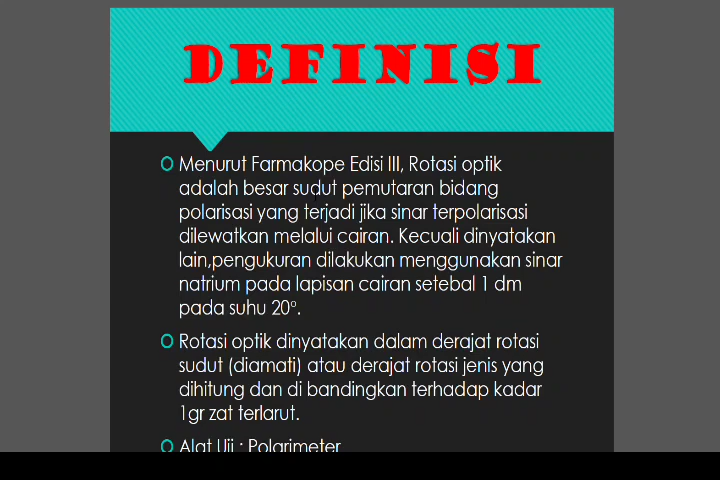 DEFINISI
Menurut Farmakope Edisi III, Rotasi optik
adalah besar sudut pemutaran bidang
polarisasi yang terjadi jika sinar terpolarisasi
dilewatkan melalui cairan. Kecuali dinyatakan
lain,pengukuran dilakukan menggunakan sinar
natrium pada lapisan cairan setebal 1 dm
pada suhu 20°.
Rotasi optik dinyatakan dalam derajat rotasi
sudut (diamati) atau derajat rotasi jenis yang
dihitung dan di bandingkan terhadap kadar
1gr zat terlarut.
Alat Uji : Polarimeter